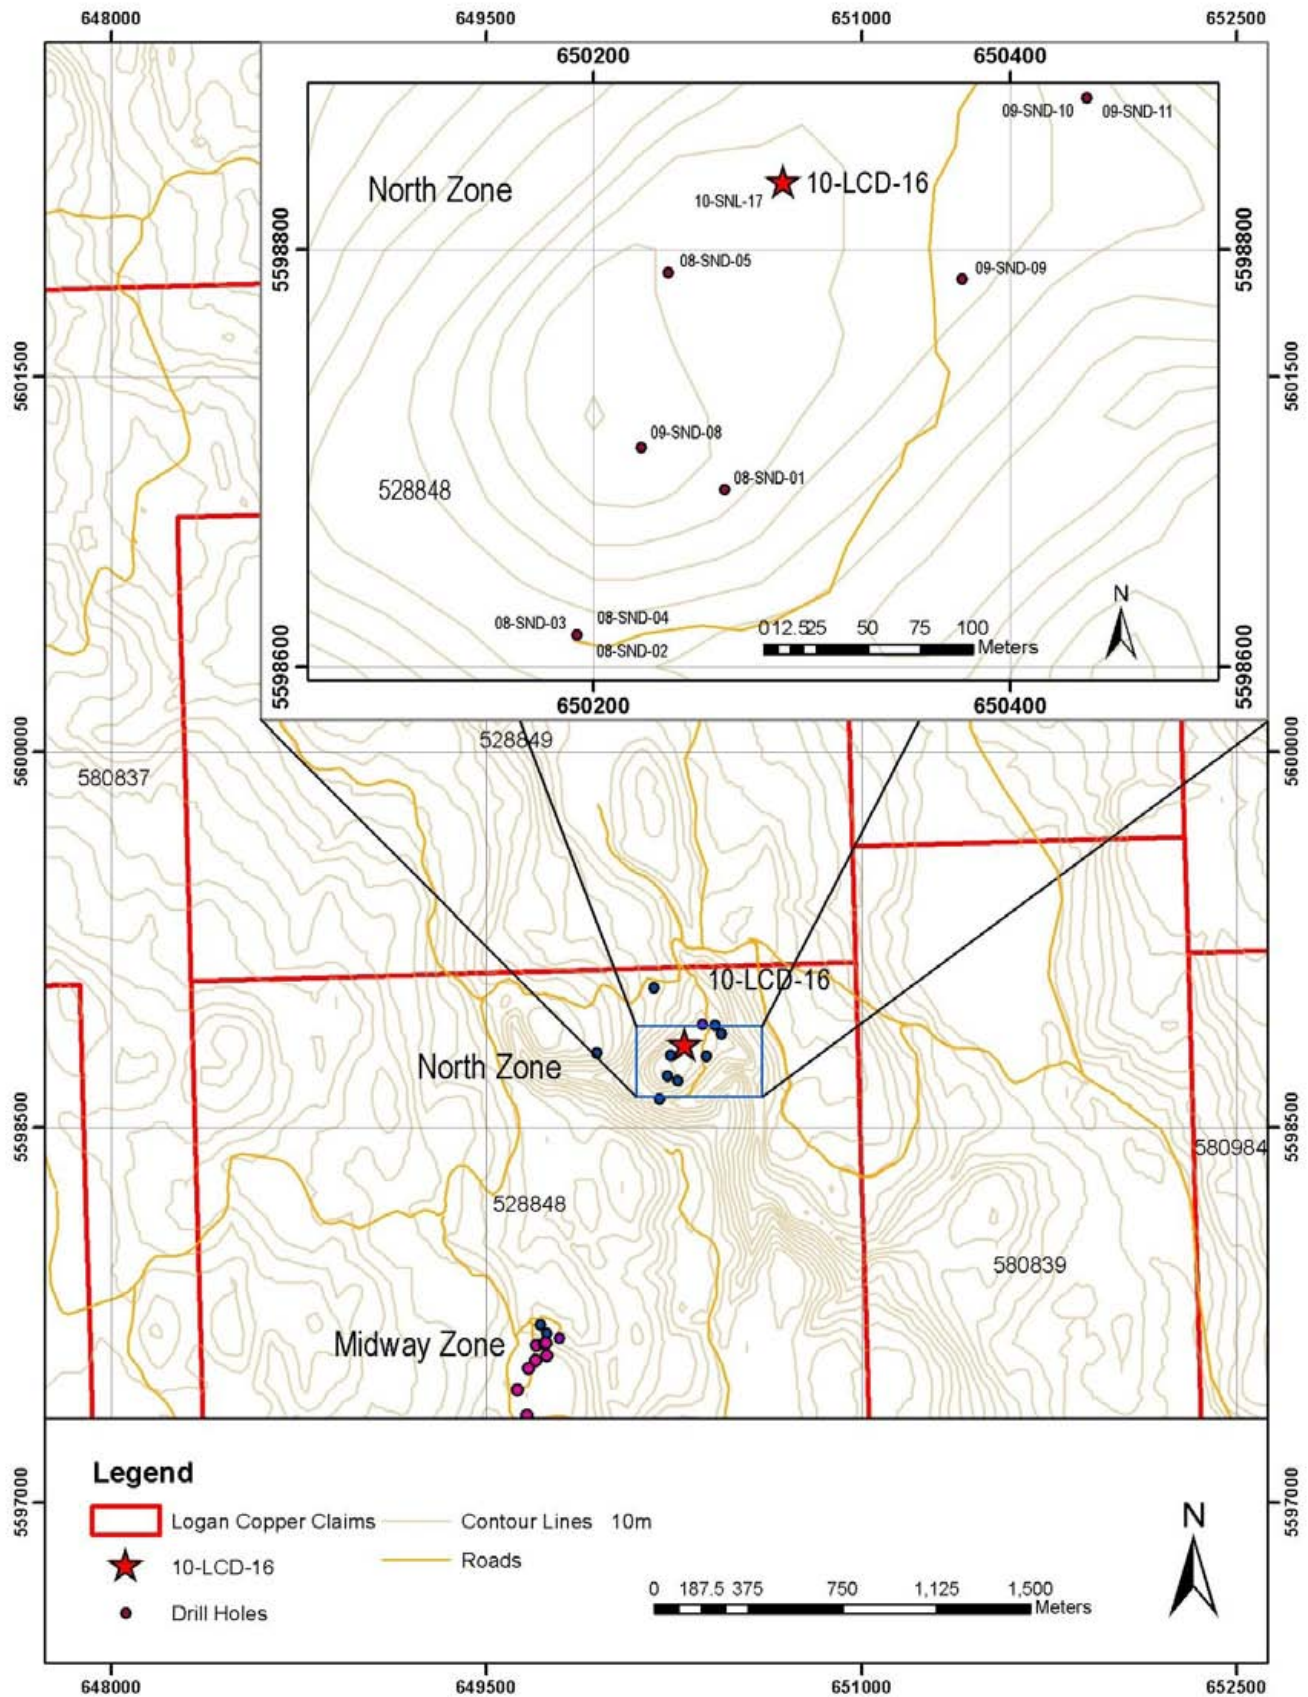 648000 649500 651000 652500
650200 650400
09-SND-10 09-SND-11
North Zone
10-LCD-16
10-SNL-17
5598800 5598800
08-SND-05
09-SND-09
5601500 5601500
09-SND-08
08-SND-01
528848
N
08-SND-03 08-SND-04
08-SND-02
0 12.5 25 50 75 100
Meters
5598600 5598600
650200 650400
528849
5600000 5600000
580837
10-LCD-16
North Zone
5598500 5598500
580984
528848
580839
Midway Zone
Legend
5597000 5597000
Logan Copper Claims
Contour Lines 10m
10-LCD-16
Roads
Drill Holes
N
0 187.5 375 750 1,125 1,500
Meters
648000 649500 651000 652500